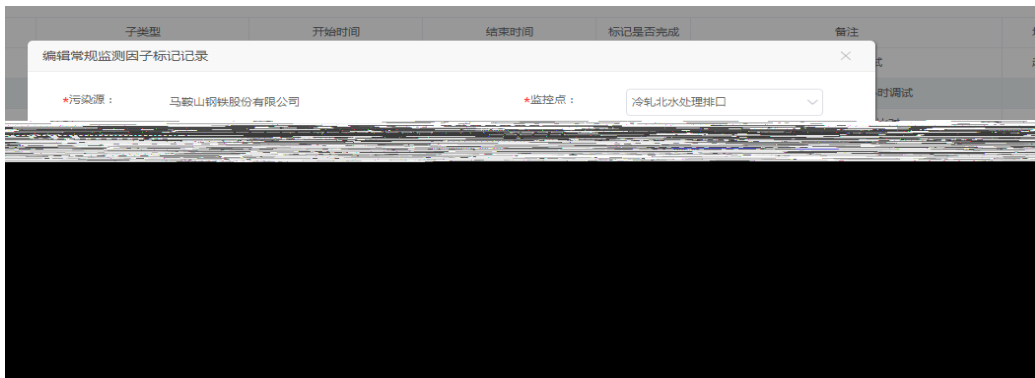 子类型 开始时间 结束时间 标记是否完成 备注
编辑常规监测因子标记记录
*污染源： 马鞍山钢铁股份有限公司 *监控点： 冷轧北水处理排口
时调试